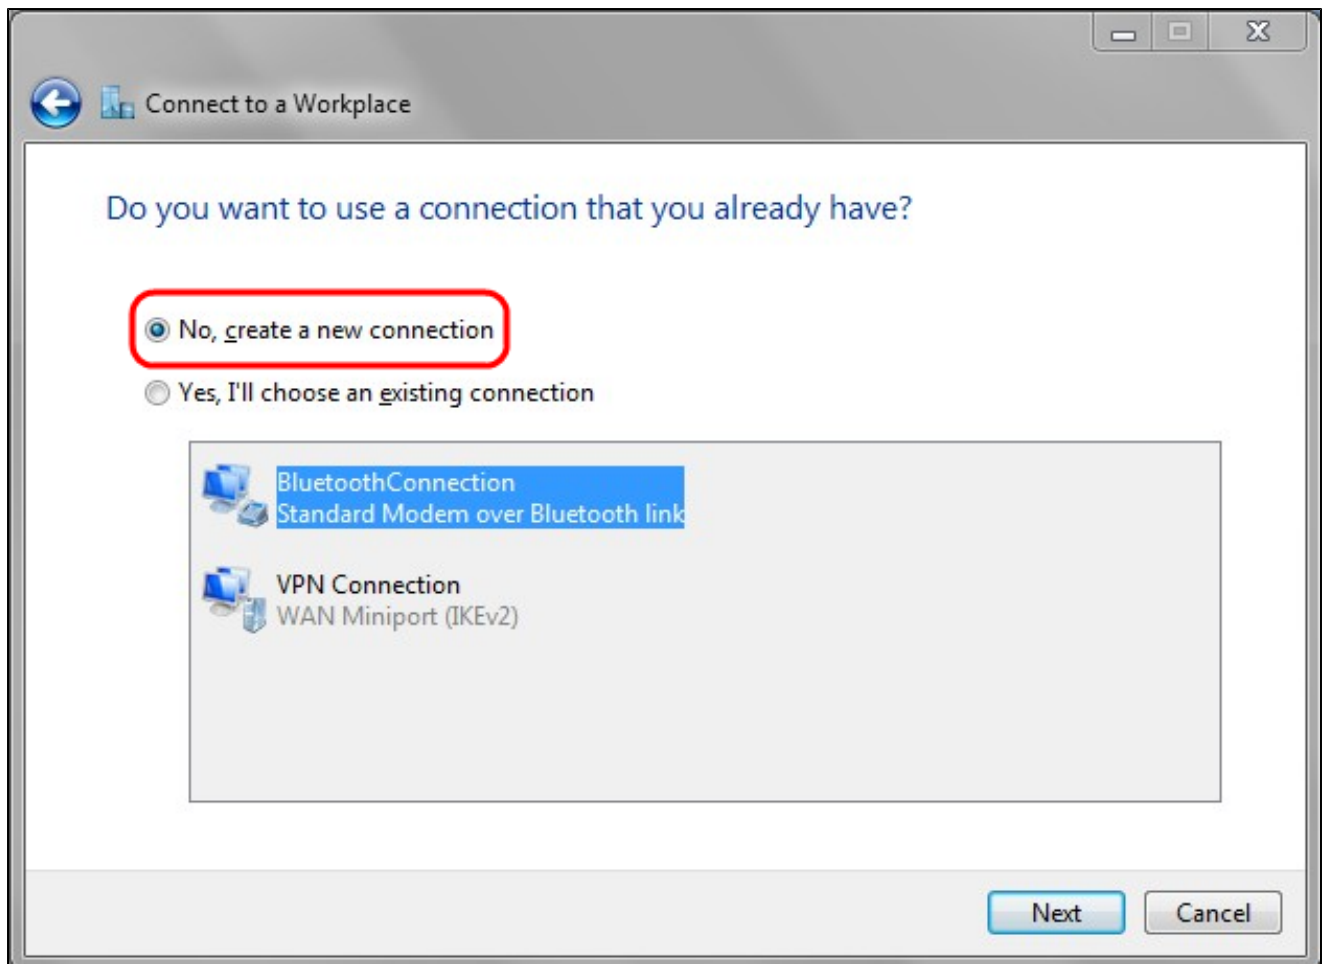 Connect to a Workplace
Do you want to use a connection that you already have?
No, create a new connection
Yes, I'll choose an existing connection
BluetoothConnection
Standard Modem over Bluetooth link
VPN Connection
WAN Miniport (IKEv2)
Next
Cancel